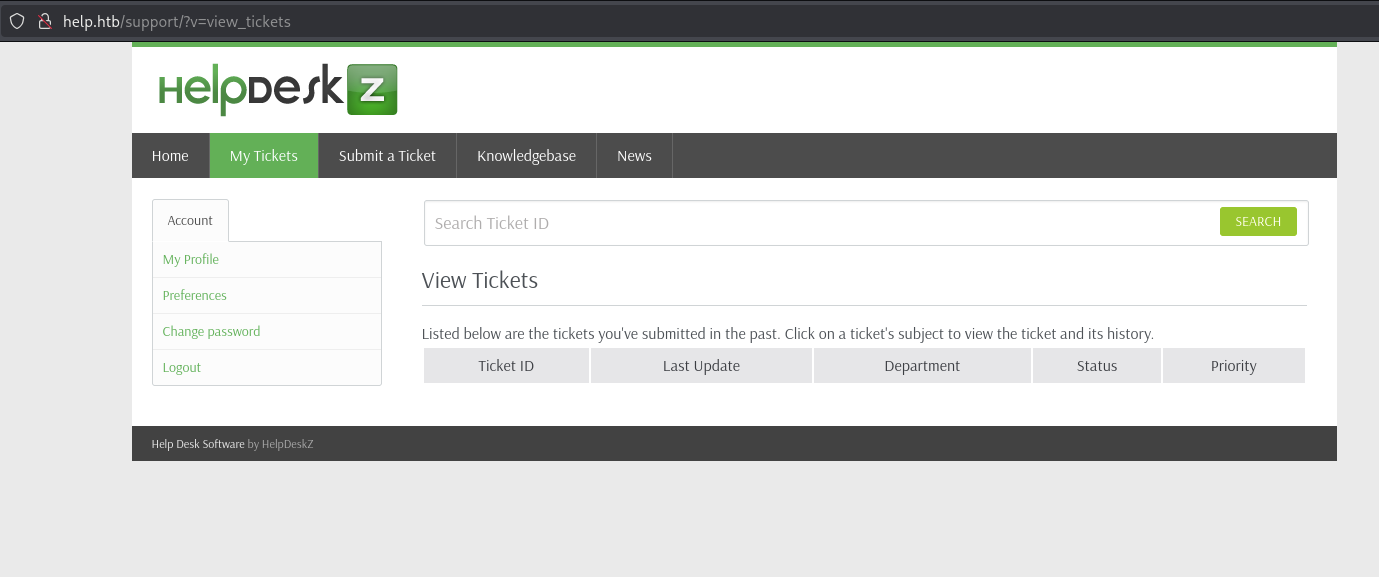 help.htb/support/?v=view_tickets
HelpDesk Z
Home My Tickets Submit a Ticket Knowledgebase News
Account
My Profile
Preferences
Change password
Logout
Search Ticket ID SEARCH
View Tickets
Listed below are the tickets you've submitted in the past. Click on a ticket's subject to view the ticket and its history.
Ticket ID Last Update Department Status Priority
Help Desk Software by HelpDeskZ